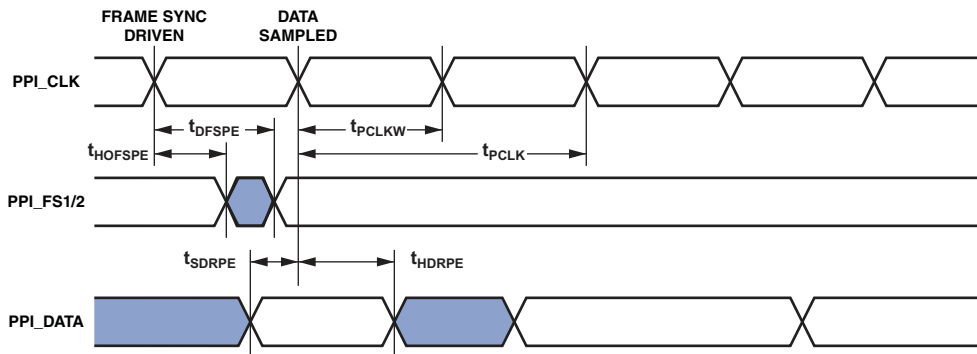 FRAME SYNC
DRIVEN
DATA
SAMPLED
PPI_CLK
tDFSPE
tPCLKW
tHOFSPE
tPCLK
PPI_FS1/2
tSDRPE
tHDRPE
PPI_DATA